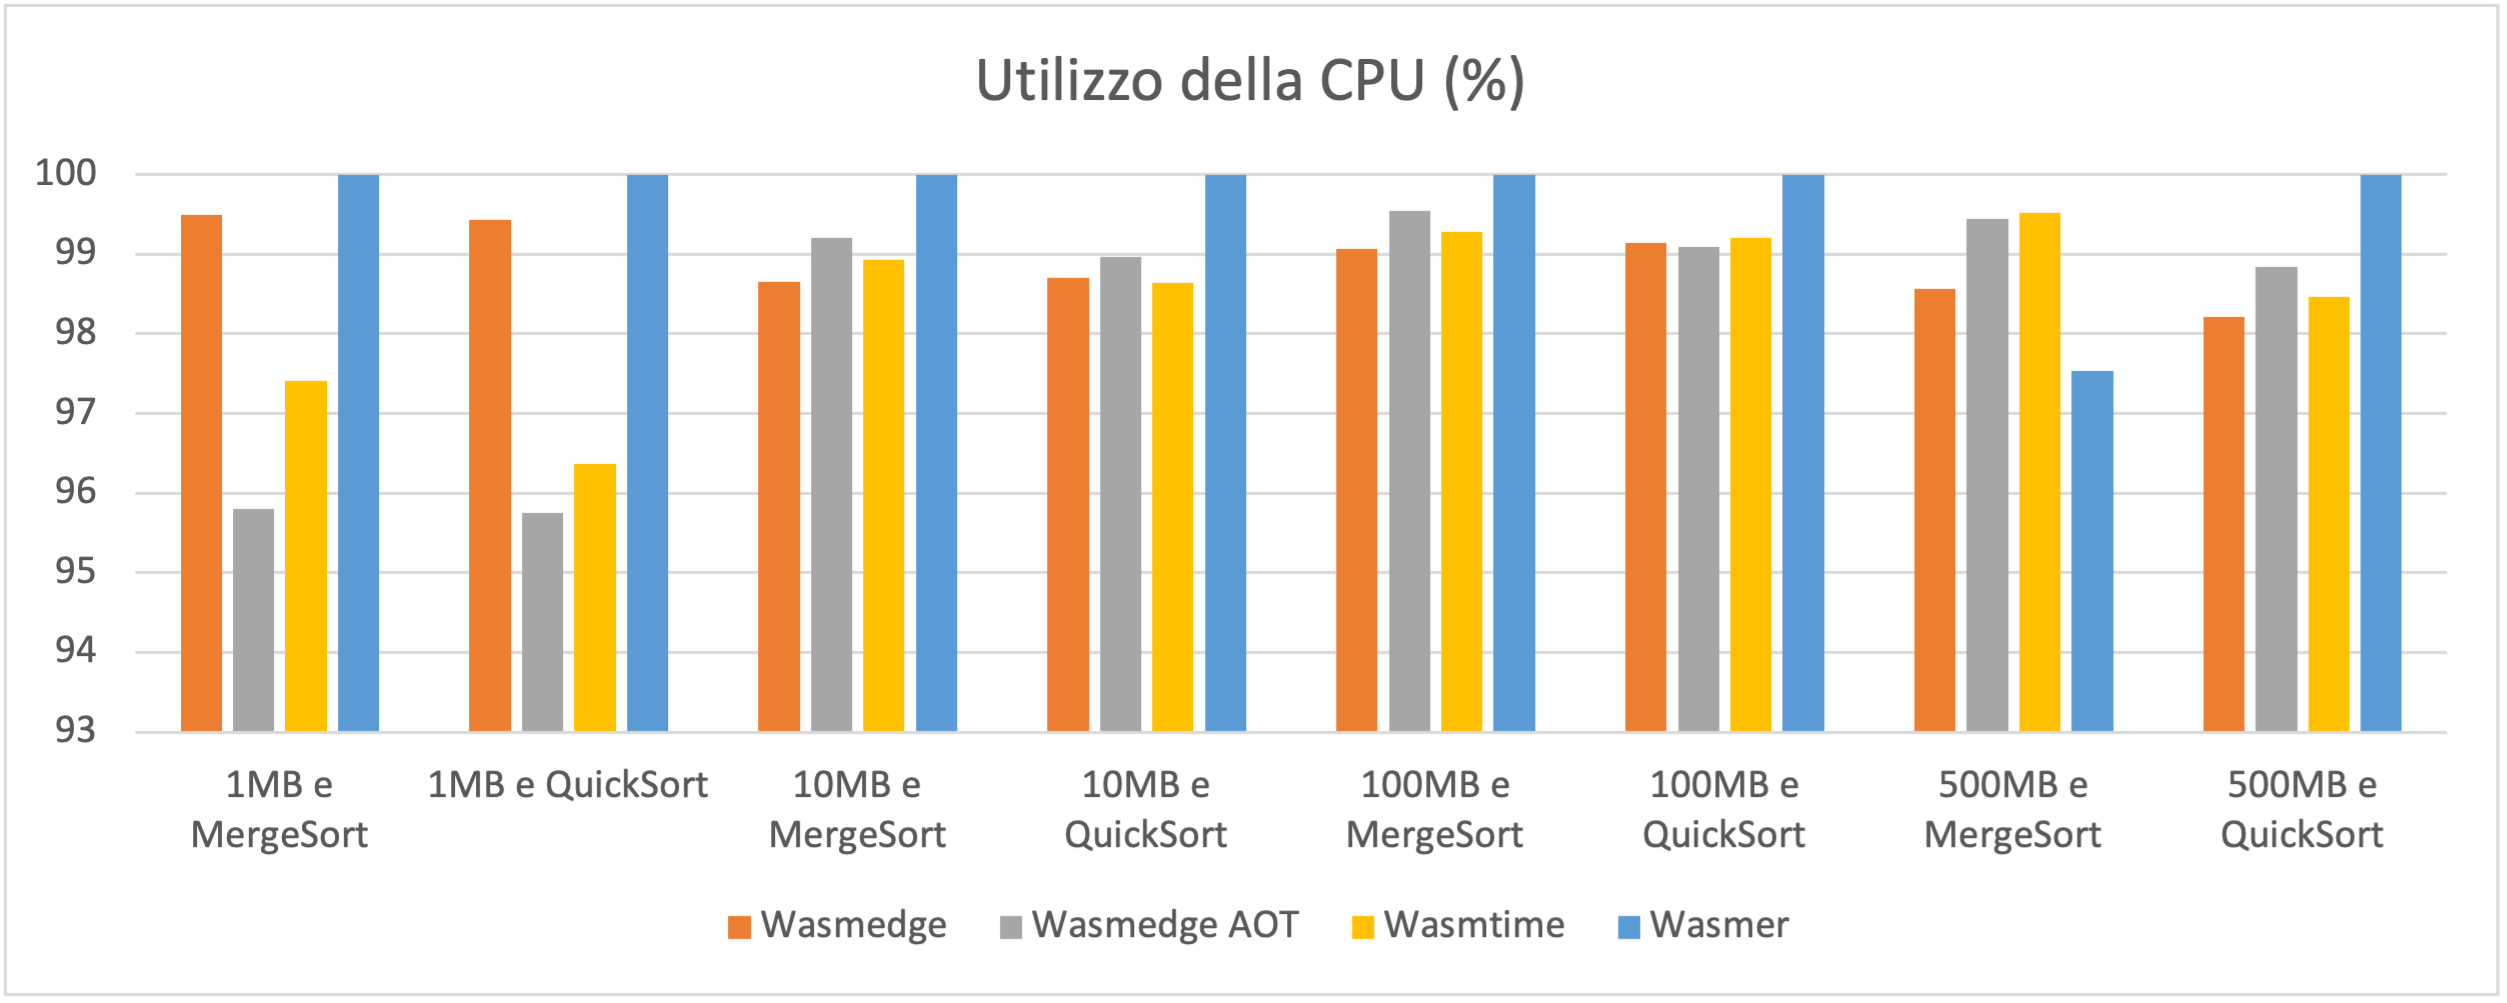 Utilizzo della CPU (%)
100
99
98
97
96
95
94
93
1MB e
MergeSort
1MB e QuickSort
10MB e
MergeSort
10MB e
QuickSort
100MB e
MergeSort
100MB e
QuickSort
500MB e
MergeSort
500MB e
QuickSort
Wasmedge
Wasmedge AOT
Wasmtime
Wasmer